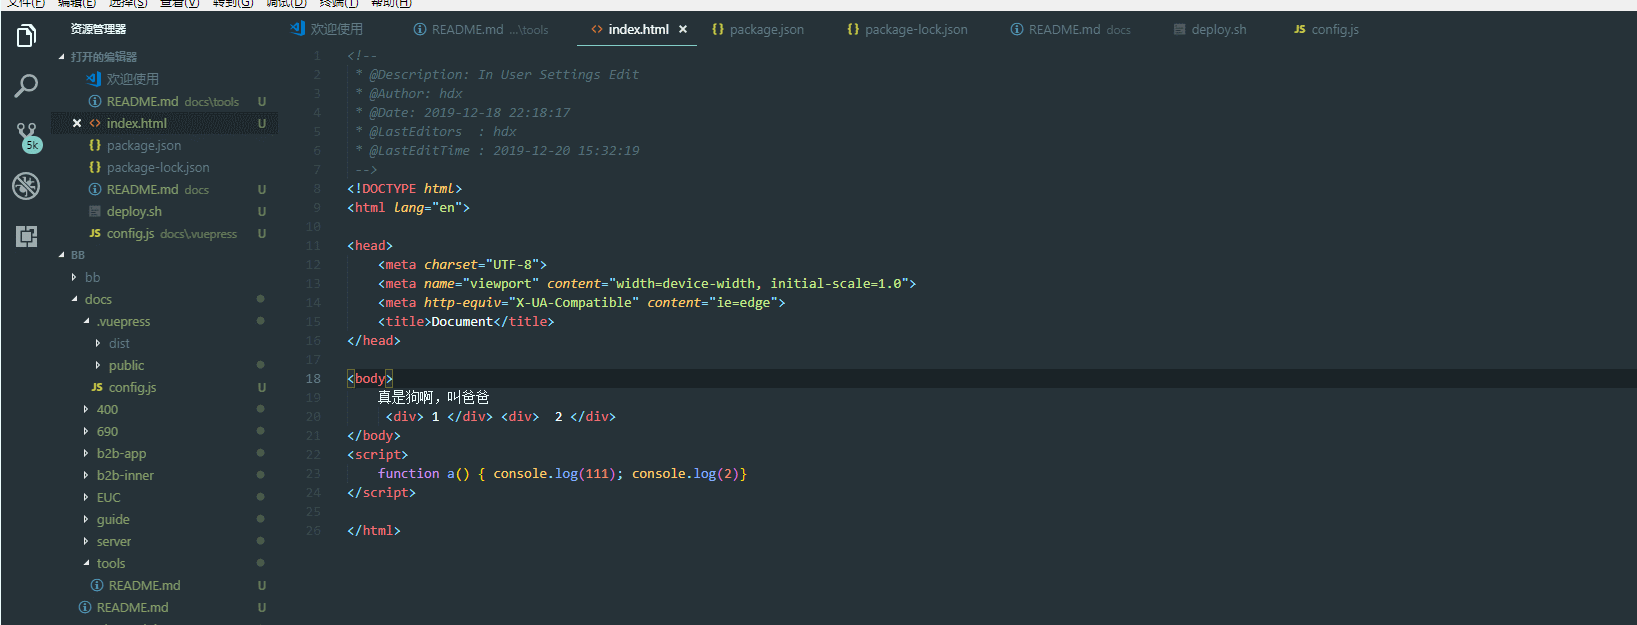 文件(F) 编辑(E) 选择(S) 查看(V) 转到(G) 调试(D) 终端(T) 帮助(H)
资源管理器
打开的编辑器
欢迎使用
README.md docs\tools U
index.html U
package.json
package-lock.json
README.md docs U
deploy.sh U
JS config.js docs\.vuepress U
5k
BB
bb
docs
.vuepress
dist
public
JS config.js U
400
690
b2b-app
b2b-inner
EUC
guide
server
tools
README.md U
README.md U
欢迎使用 README.md ...\tools index.html package.json package-lock.json README.md docs deploy.sh JS config.js
1 <!--
2 * @Description: In User Settings Edit
3 * @Author: hdx
4 * @Date: 2019-12-18 22:18:17
5 * @LastEditors  : hdx
6 * @LastEditTime : 2019-12-20 15:32:19
7 -->
8 <!DOCTYPE html>
9 <html lang="en">
10
11 <head>
12 <meta charset="UTF-8">
13 <meta name="viewport" content="width=device-width, initial-scale=1.0">
14 <meta http-equiv="X-UA-Compatible" content="ie=edge">
15 <title>Document</title>
16 </head>
17
18 <body>
19 真是狗啊，叫爸爸
20 <div> 1 </div> <div>  2 </div>
21 </body>
22 <script>
23 function a() { console.log(111); console.log(2)}
24 </script>
25
26 </html>